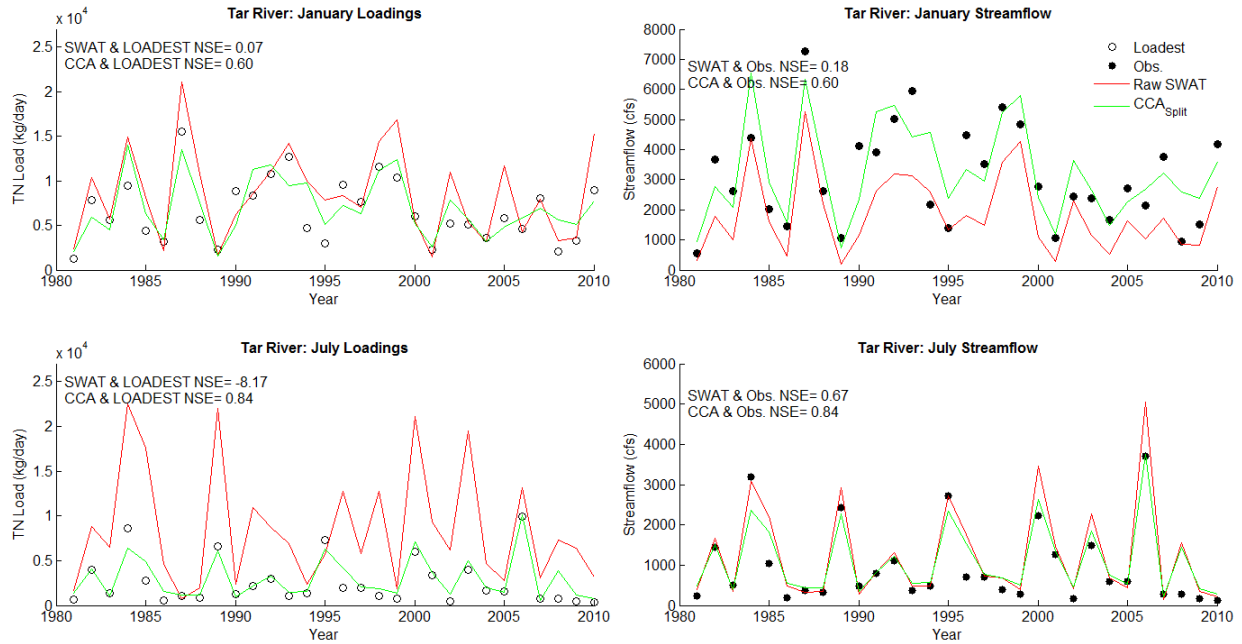 Tar River: January Loadings
x 10^4
2.5
2
1.5
1
0.5
0
TN Load (kg/day)
SWAT & LOADEST NSE= 0.07
CCA & LOADEST NSE= 0.60
1980 1985 1990 1995 2000 2005 2010
Year
Tar River: January Streamflow
8000
7000
6000
5000
4000
3000
2000
1000
0
Streamflow (cfs)
SWAT & Obs. NSE= 0.18
CCA & Obs. NSE= 0.60
Loadest
Obs.
Raw SWAT
CCA_Split
1980 1985 1990 1995 2000 2005 2010
Year
Tar River: July Loadings
x 10^4
2.5
2
1.5
1
0.5
0
TN Load (kg/day)
SWAT & LOADEST NSE= -8.17
CCA & LOADEST NSE= 0.84
1980 1985 1990 1995 2000 2005 2010
Year
Tar River: July Streamflow
6000
5000
4000
3000
2000
1000
0
Streamflow (cfs)
SWAT & Obs. NSE= 0.67
CCA & Obs. NSE= 0.84
1980 1985 1990 1995 2000 2005 2010
Year